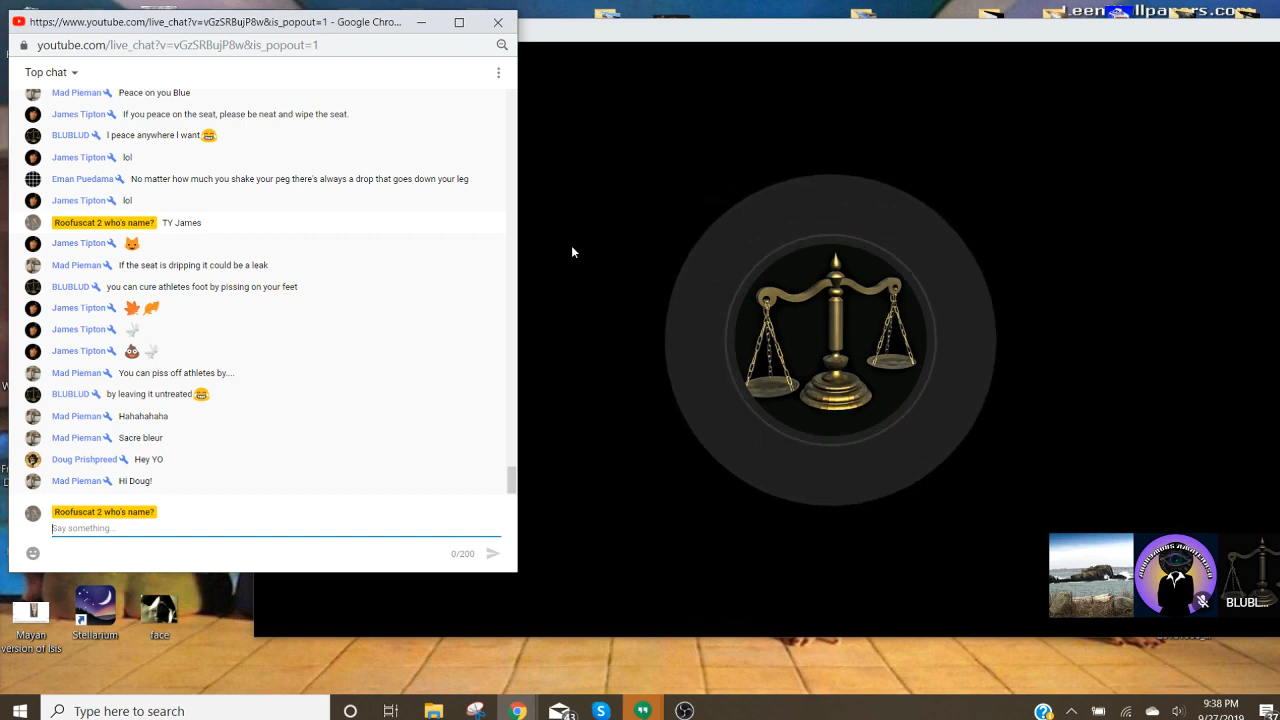 https://www.youtube.com/live_chat?v=vGzSRBujP8w&is_popout=1 - Google Chro...
youtube.com/live_chat?v=vGzSRBujP8w&is_popout=1
Top chat
Mad Pieman Peace on you Blue
James Tipton If you peace on the seat, please be neat and wipe the seat.
BLUBLUD I peace anywhere I want😂
James Tipton lol
Eman Puedama No matter how much you shake your peg there's always a drop that goes down your leg
James Tipton lol
Roofuscat 2 who's name? TY James
James Tipton
Mad Pieman If the seat is dripping it could be a leak
BLUBLUD you can cure athletes foot by pissing on your feet
James Tipton
James Tipton
James Tipton
Mad Pieman You can piss off athletes by....
BLUBLUD by leaving it untreated😂
Mad Pieman Hahahahaha
Mad Pieman Sacre bleur
Doug Prishpreed Hey YO
Mad Pieman Hi Doug!
Roofuscat 2 who's name?
Say something...
0/200
BLUBL...
Mayan version of Isis
Stellarium
face
Type here to search
9:38 PM
9/27/2019